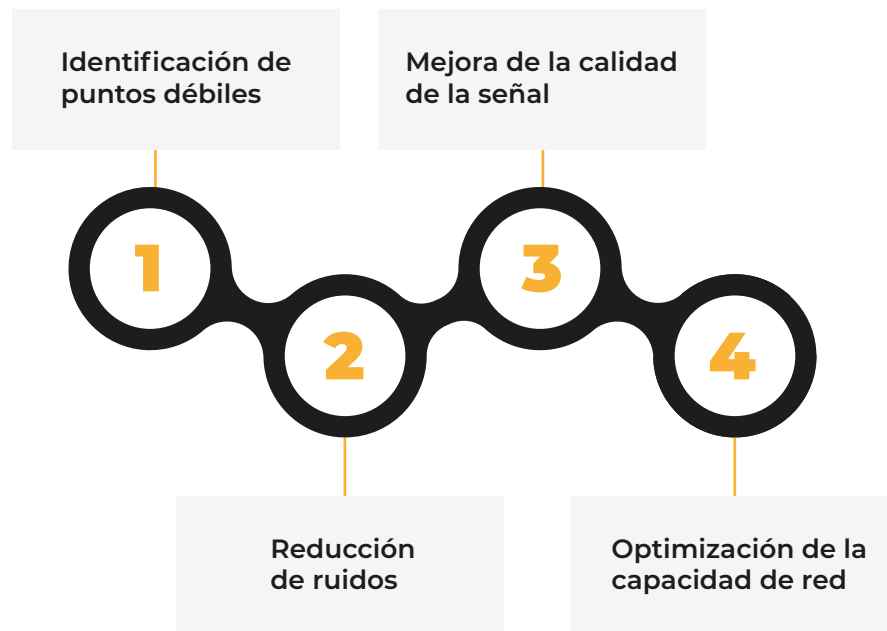 Identificación de
puntos débiles
Mejora de la calidad
de la señal
1
2
3
4
Reducción
de ruidos
Optimización de la
capacidad de red